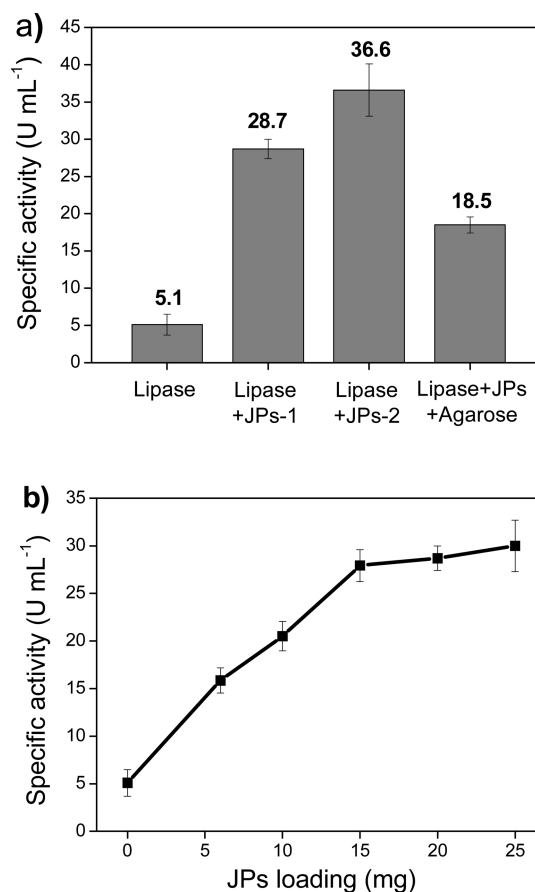 a)
Specific activity (U mL⁻¹)
45
40
35
30
25
20
15
10
5
0
5.1
28.7
36.6
18.5
Lipase
Lipase
+JPs-1
Lipase
+JPs-2
Lipase+JPs
+Agarose
b)
Specific activity (U mL⁻¹)
35
30
25
20
15
10
5
0
0 5 10 15 20 25
JPs loading (mg)